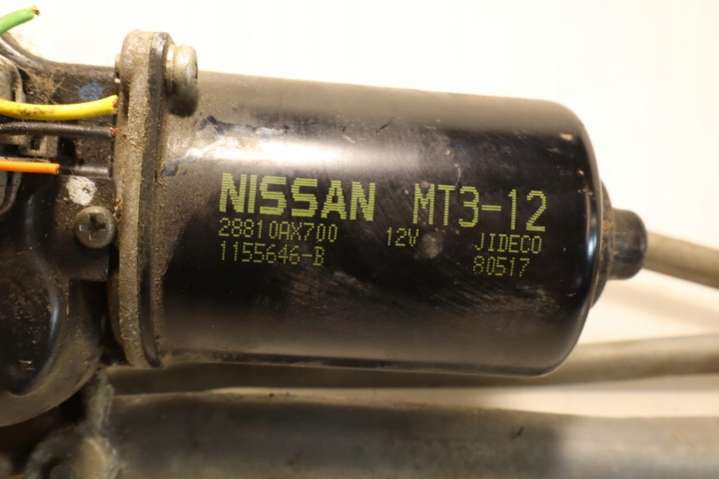 NISSAN MT3-12
28810AX700 12V JIDECO
1155646-B 80517